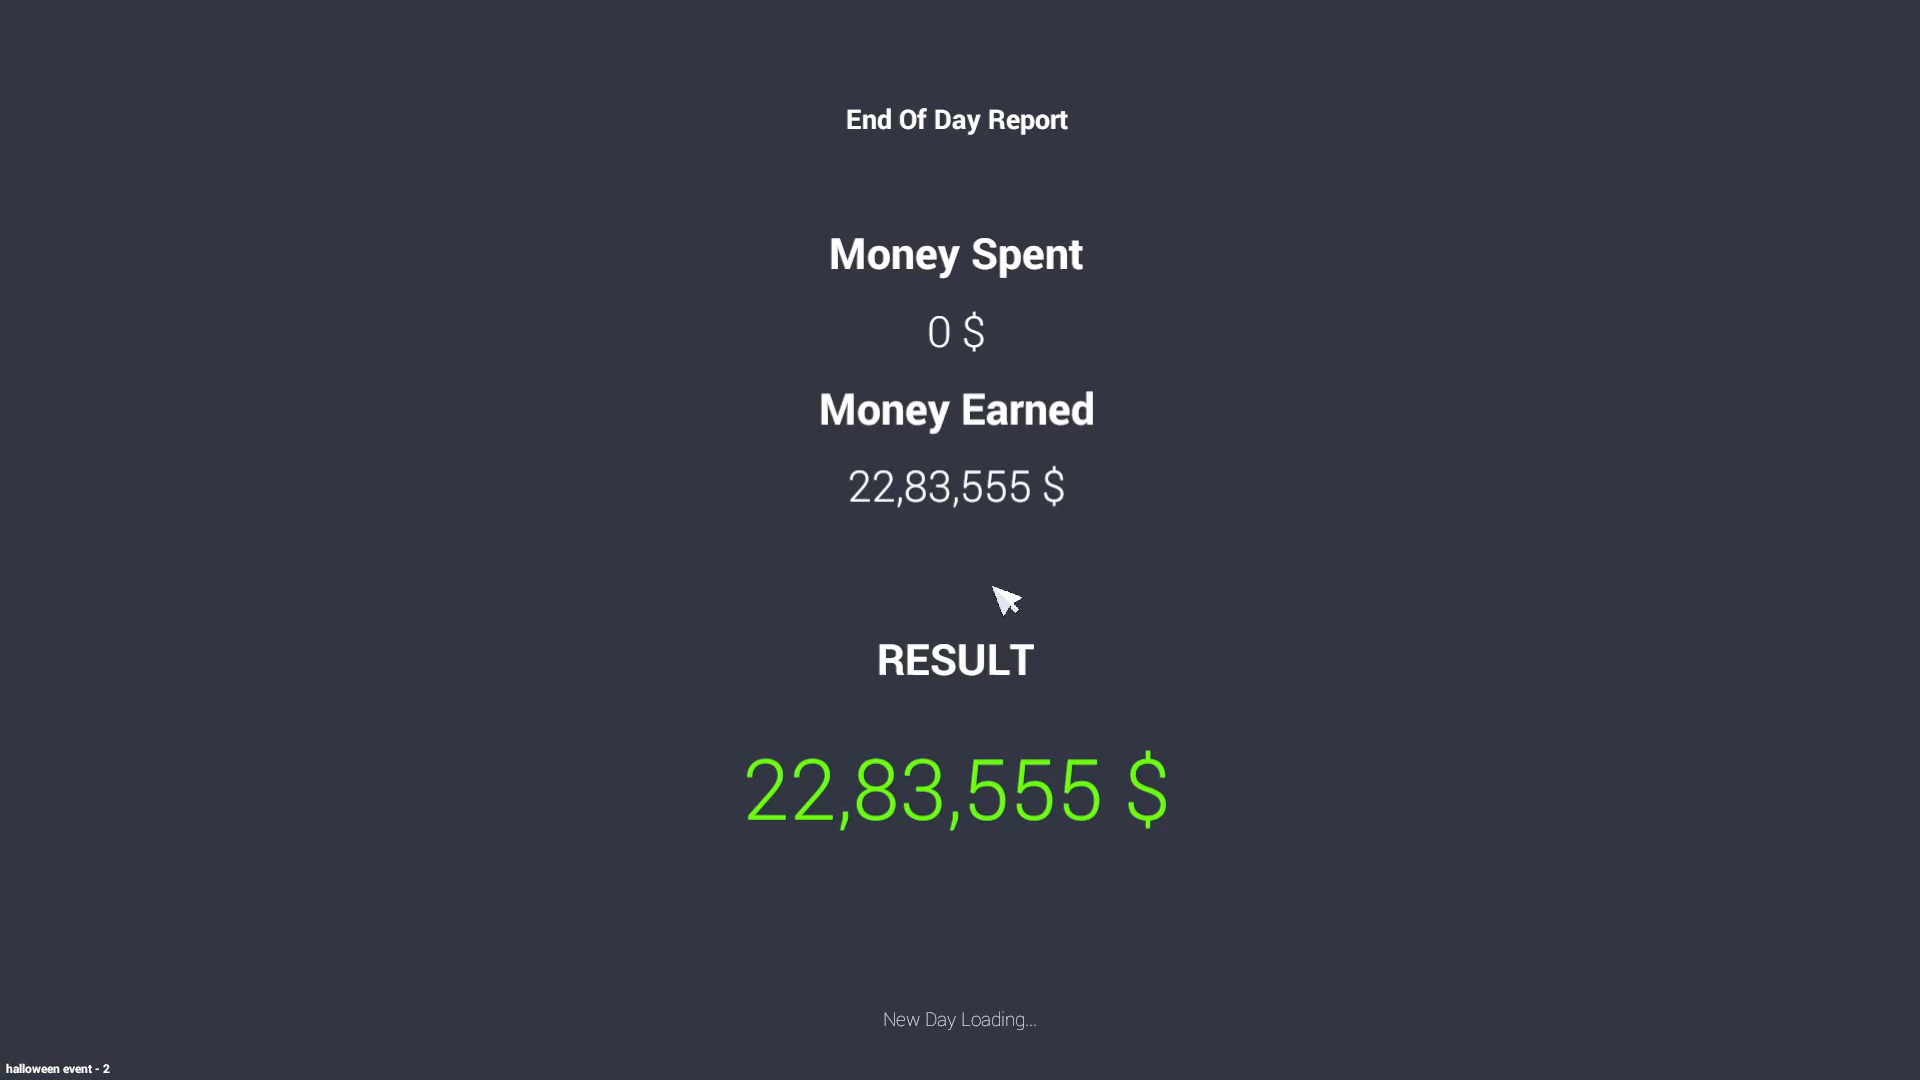 End Of Day Report
Money Spent
0 $
Money Earned
22,83,555 $
RESULT
22,83,555 $
New Day Loading...
halloween event - 2